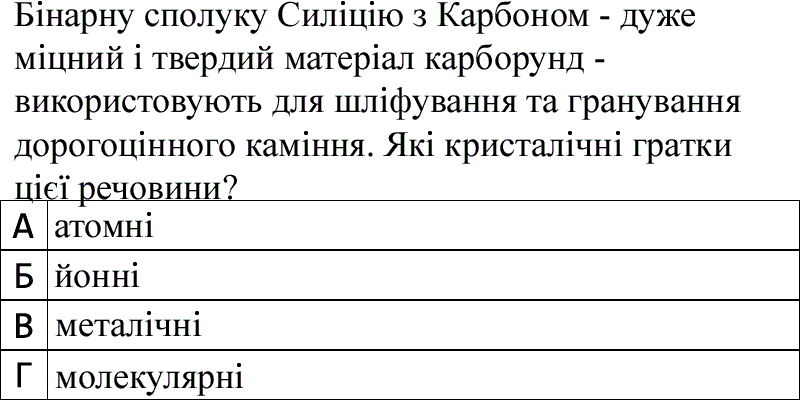 Бінарну сполуку Силіцію з Карбоном - дуже
міцний і твердий матеріал карборунд -
використовують для шліфування та гранування
дорогоцінного каміння. Які кристалічні гратки
цієї речовини?
А атомні
Б йонні
В металічні
Г молекулярні